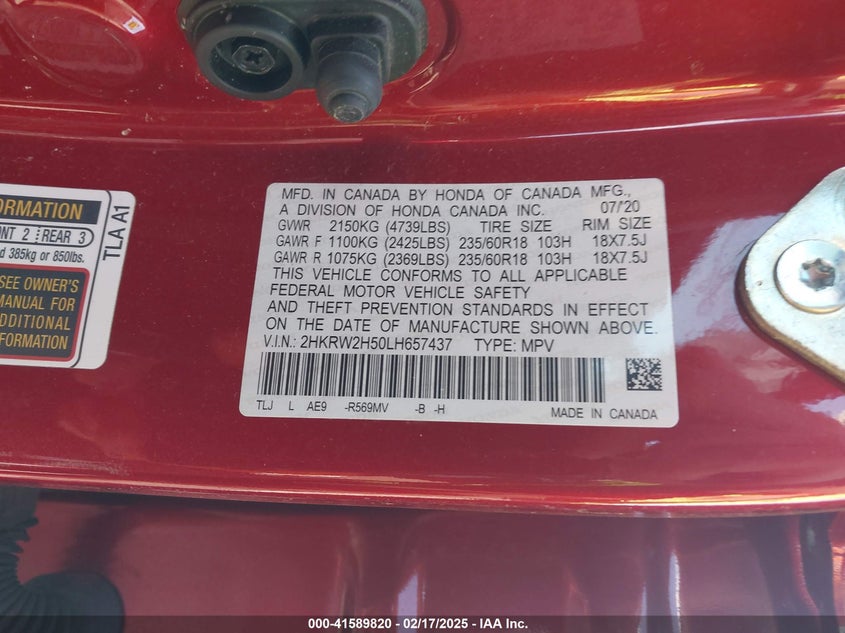 ORMATION
NT 2 REAR 3
d 385kg or 850lbs.
SEE OWNER'S
MANUAL FOR
ADDITIONAL
INFORMATION
TLA A1
MFD. IN CANADA BY HONDA OF CANADA MFG.,
A DIVISION OF HONDA CANADA INC. 07/'20
GVWR 2150KG (4739LBS) TIRE SIZE RIM SIZE
GAWR F 1100KG (2425LBS) 235/60R18 103H 18X7.5J
GAWR R 1075KG (2369LBS) 235/60R18 103H 18X7.5J
THIS VEHICLE CONFORMS TO ALL APPLICABLE
FEDERAL MOTOR VEHICLE SAFETY
AND THEFT PREVENTION STANDARDS IN EFFECT
ON THE DATE OF MANUFACTURE SHOWN ABOVE.
V.I.N.: 2HKRW2H50LH657437 TYPE: MPV
TLJ L AE9 -R569MV -B -H MADE IN CANADA
000-41589820 - 02/17/2025 - IAA Inc.